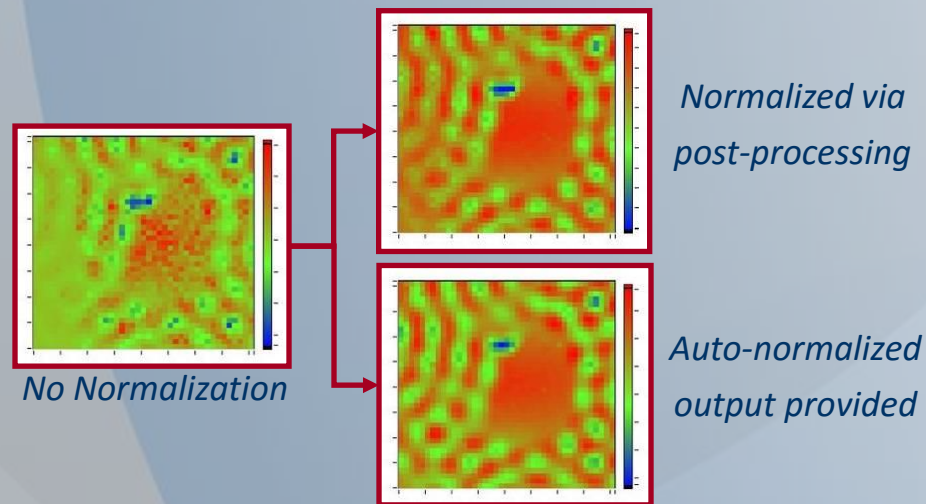 Normalized via
post-processing
No Normalization
Auto-normalized
output provided